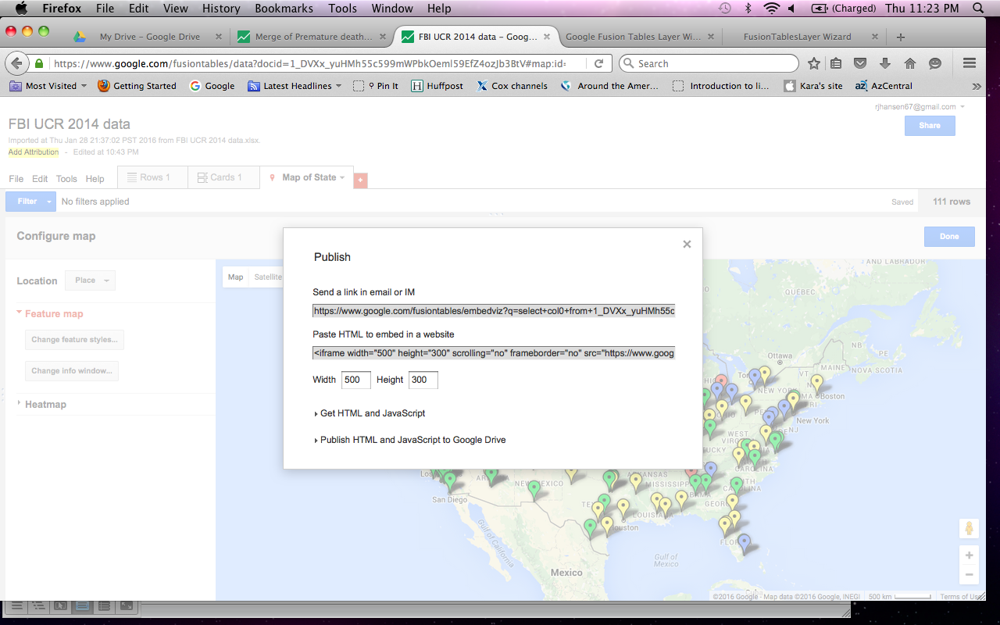 Firefox File Edit View History Bookmarks Tools Window Help (Charged) Thu 11:23 PM
My Drive – Google Drive Merge of Premature death... FBI UCR 2014 data – Goog... Google Fusion Tables Layer Wi... FusionTablesLayer Wizard
https://www.google.com/fusiontables/data?docid=1_DVXx_yuHMh55c599mWPbkOeml59EfZ4ozJb3BtV#map:id= Search
Most Visited Getting Started Google Latest Headlines Pin It Huffpost Cox channels Around the Amer... Introduction to li... Kara's site AzCentral
rjhansen67@gmail.com
FBI UCR 2014 data
Share
Imported at Thu Jan 28 21:37:02 PST 2016 from FBI UCR 2014 data.xlsx.
Add Attribution - Edited at 10:43 PM
File Edit Tools Help Rows 1 Cards 1 Map of State +
Filter No filters applied Saved 111 rows
Configure map Done
Location Place
Feature map
Change feature styles...
Change info window...
Heatmap
Map Satellite
Publish
Send a link in email or IM
https://www.google.com/fusiontables/embedviz?q=select+col0+from+1_DVXx_yuHMh55c
Paste HTML to embed in a website
<iframe width="500" height="300" scrolling="no" frameborder="no" src="https://www.goog
Width 500 Height 300
Get HTML and JavaScript
Publish HTML and JavaScript to Google Drive
AND LABRADOR
QUÉBEC
Ottawa
NB
PE
VT
MAINE
NOVA SCOTIA
NEW YORK
MA
Boston
New York
NJ
WEST
San Diego
NEW MEXICO
LOUISIANA
Houston
Gulf of California
Gulf of
Mexico
Mexico
©2016 Google - Map data ©2016 Google, INEGI 500 km Terms of Use